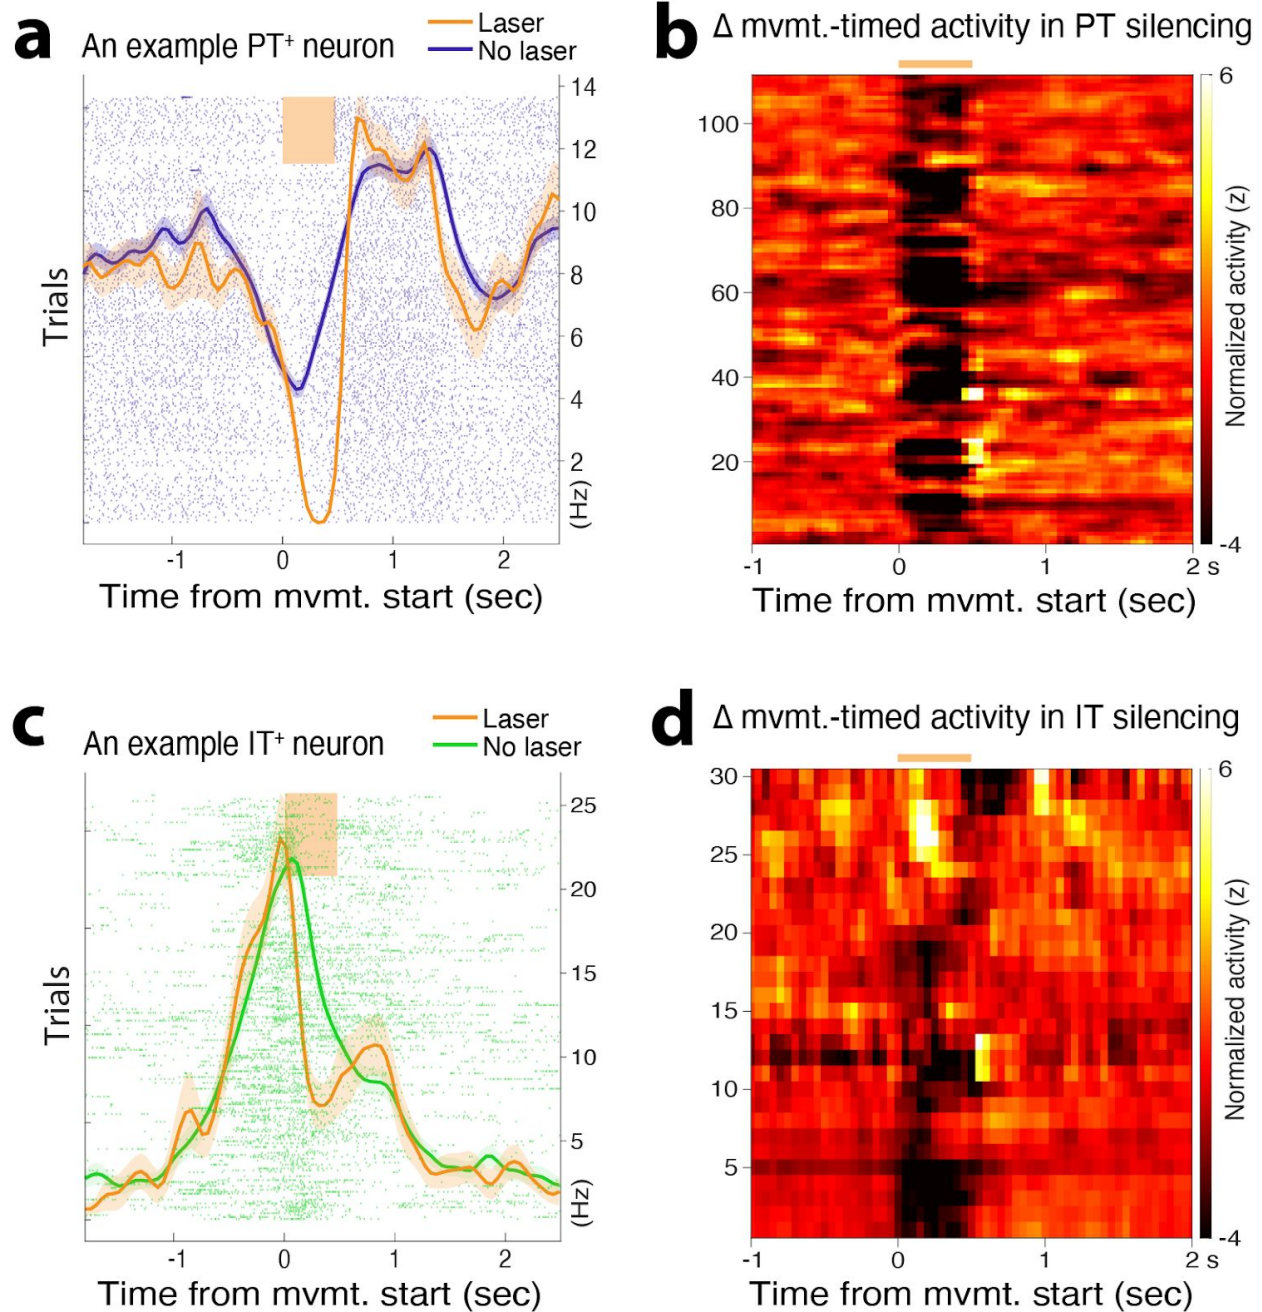 a
An example PT+ neuron
Laser
No laser
14
12
10
8
6
4
2
(Hz)
Trials
-1
0
1
2
Time from mvmt. start (sec)
b
Δ mvmt.-timed activity in PT silencing
100
80
60
40
20
-1
0
1
2 s
Time from mvmt. start (sec)
6
-4
Normalized activity (z)
c
An example IT+ neuron
Laser
No laser
25
20
15
10
5
(Hz)
Trials
-1
0
1
2
Time from mvmt. start (sec)
d
Δ mvmt.-timed activity in IT silencing
30
25
20
15
10
5
-1
0
1
2 s
Time from mvmt. start (sec)
6
-4
Normalized activity (z)